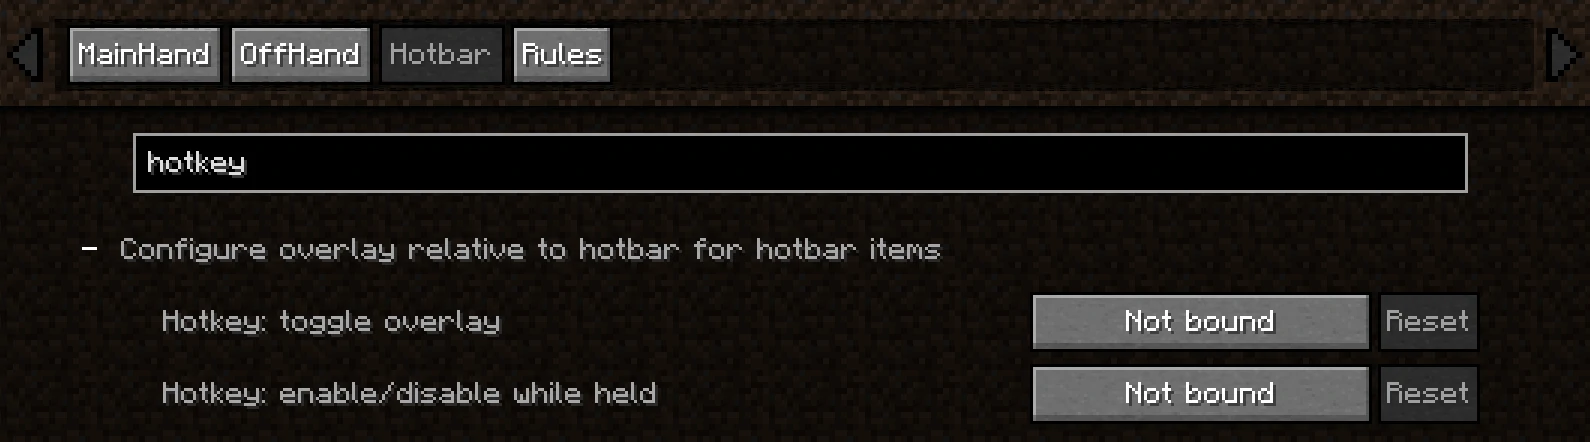 MainHand OffHand Hotbar Rules
hotkey
- Configure overlay relative to hotbar for hotbar items
Hotkey: toggle overlay Not bound Reset
Hotkey: enable/disable while held Not bound Reset